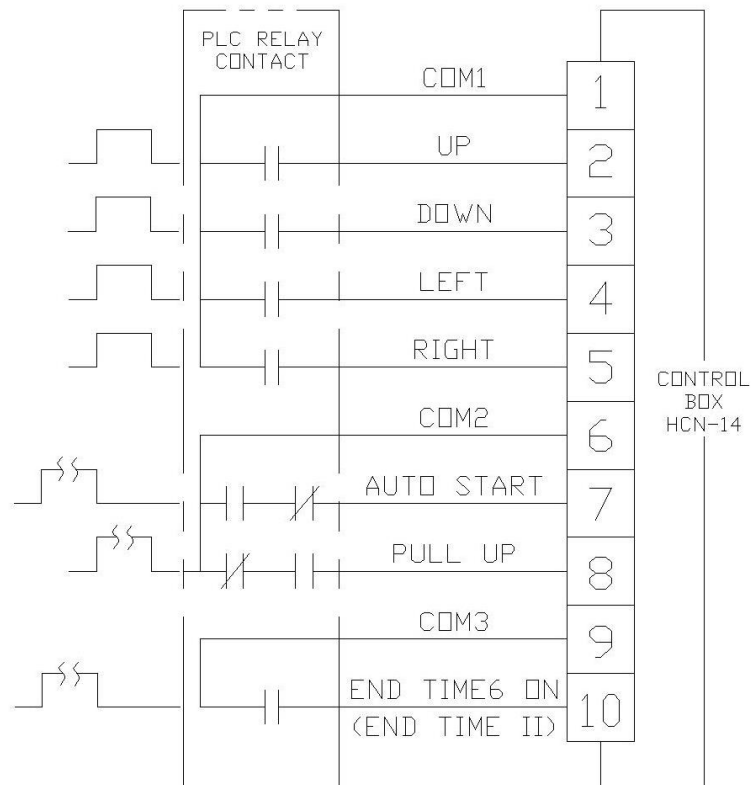 PLC RELAY
CONTACT
COM1
1
UP
2
DOWN
3
LEFT
4
RIGHT
5
CONTROL
BOX
HCN-14
COM2
6
AUTO START
7
PULL UP
8
COM3
9
END TIME6 ON
(END TIME II)
10